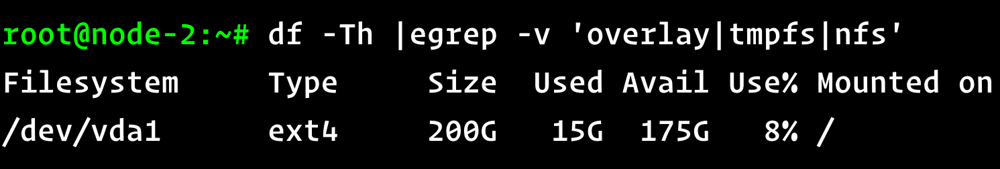 root@node-2:~# df -Th |egrep -v 'overlay|tmpfs|nfs'
Filesystem     Type      Size  Used Avail Use% Mounted on
/dev/vda1      ext4      200G   15G  175G   8% /